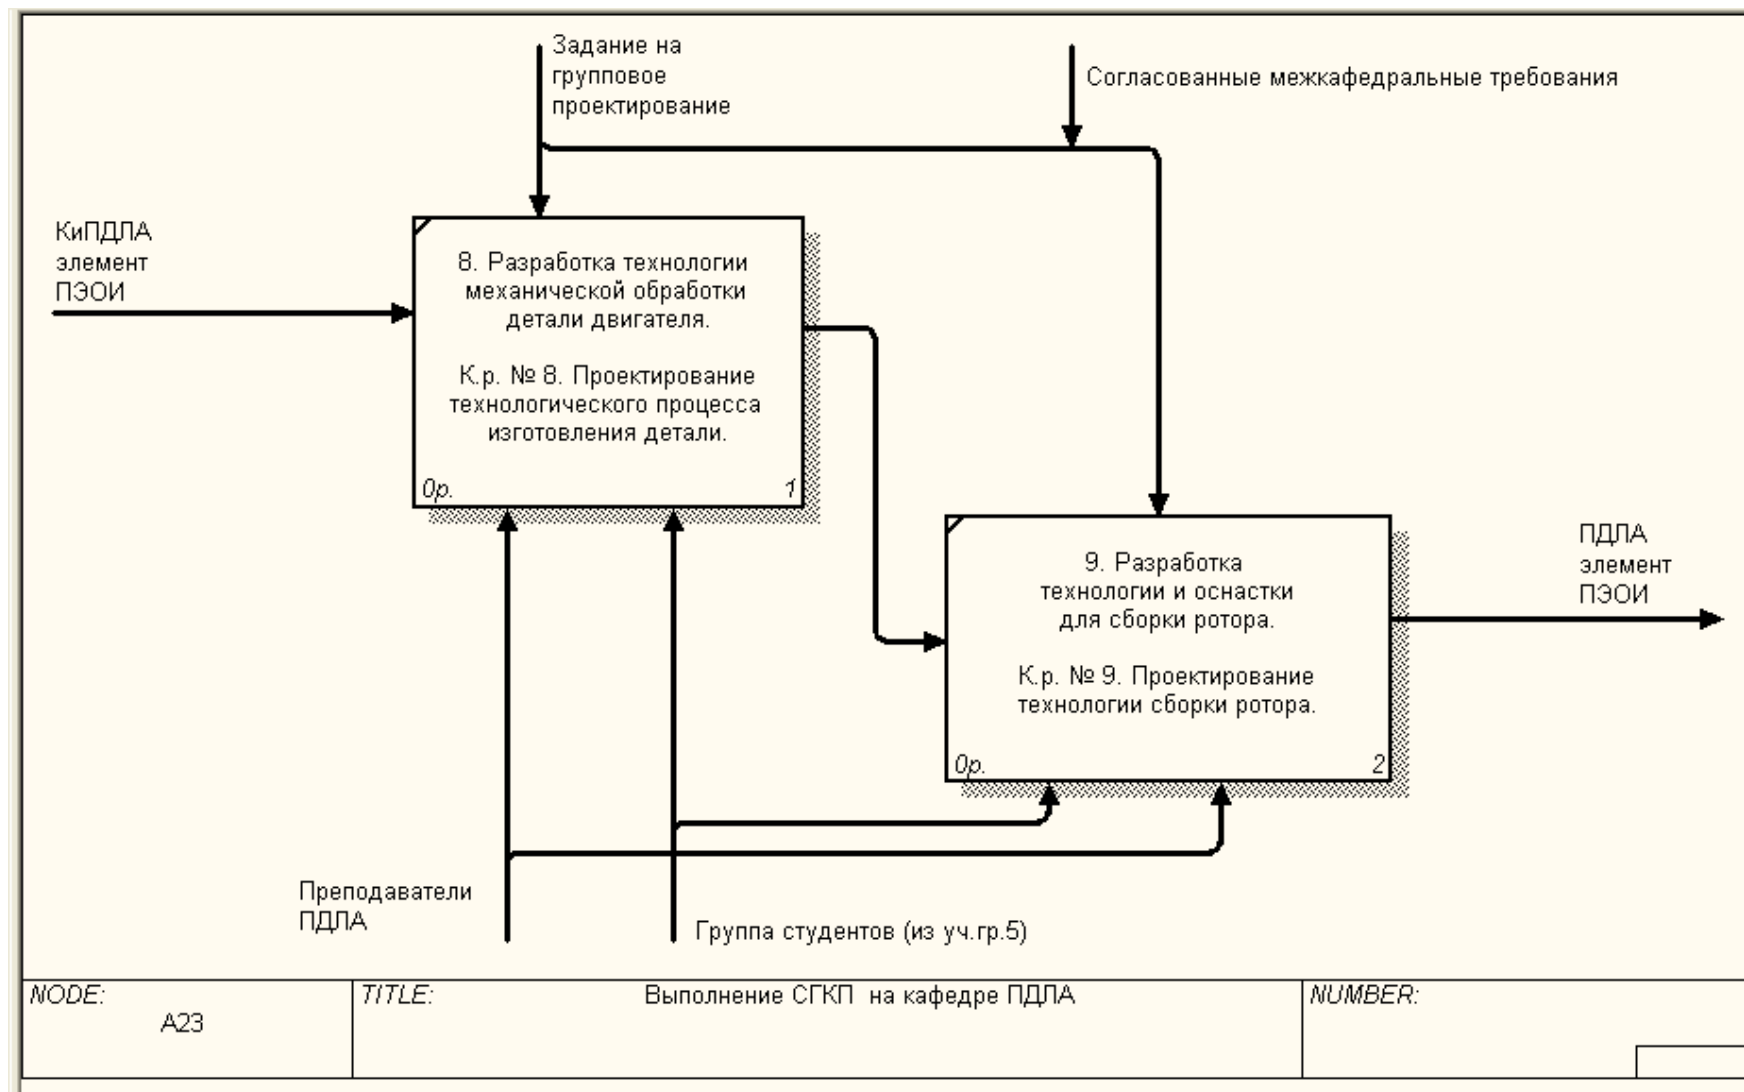 Задание на
групповое
проектирование
Согласованные межкафедральные требования
КиПДЛА
элемент
ПЭОИ
8. Разработка технологии
механической обработки
детали двигателя.
К.р. № 8. Проектирование
технологического процесса
изготовления детали.
0р.
1
9. Разработка
технологии и оснастки
для сборки ротора.
К.р. № 9. Проектирование
технологии сборки ротора.
0р.
2
ПДЛА
элемент
ПЭОИ
Преподаватели
ПДЛА
Группа студентов (из уч.гр.5)
NODE:
A23
TITLE:
Выполнение СГКП на кафедре ПДЛА
NUMBER: